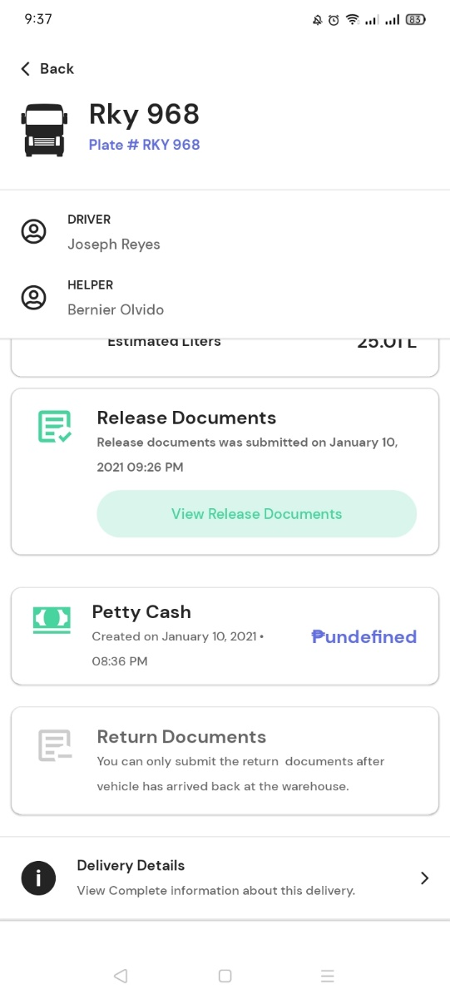 9:37
83
Back
Rky 968
Plate # RKY 968
DRIVER
Joseph Reyes
HELPER
Bernier Olvido
Estimated Liters 25.01 L
Release Documents
Release documents was submitted on January 10,
2021 09:26 PM
View Release Documents
Petty Cash
Created on January 10, 2021 •
08:36 PM
₱undefined
Return Documents
You can only submit the return  documents after
vehicle has arrived back at the warehouse.
Delivery Details
View Complete information about this delivery.